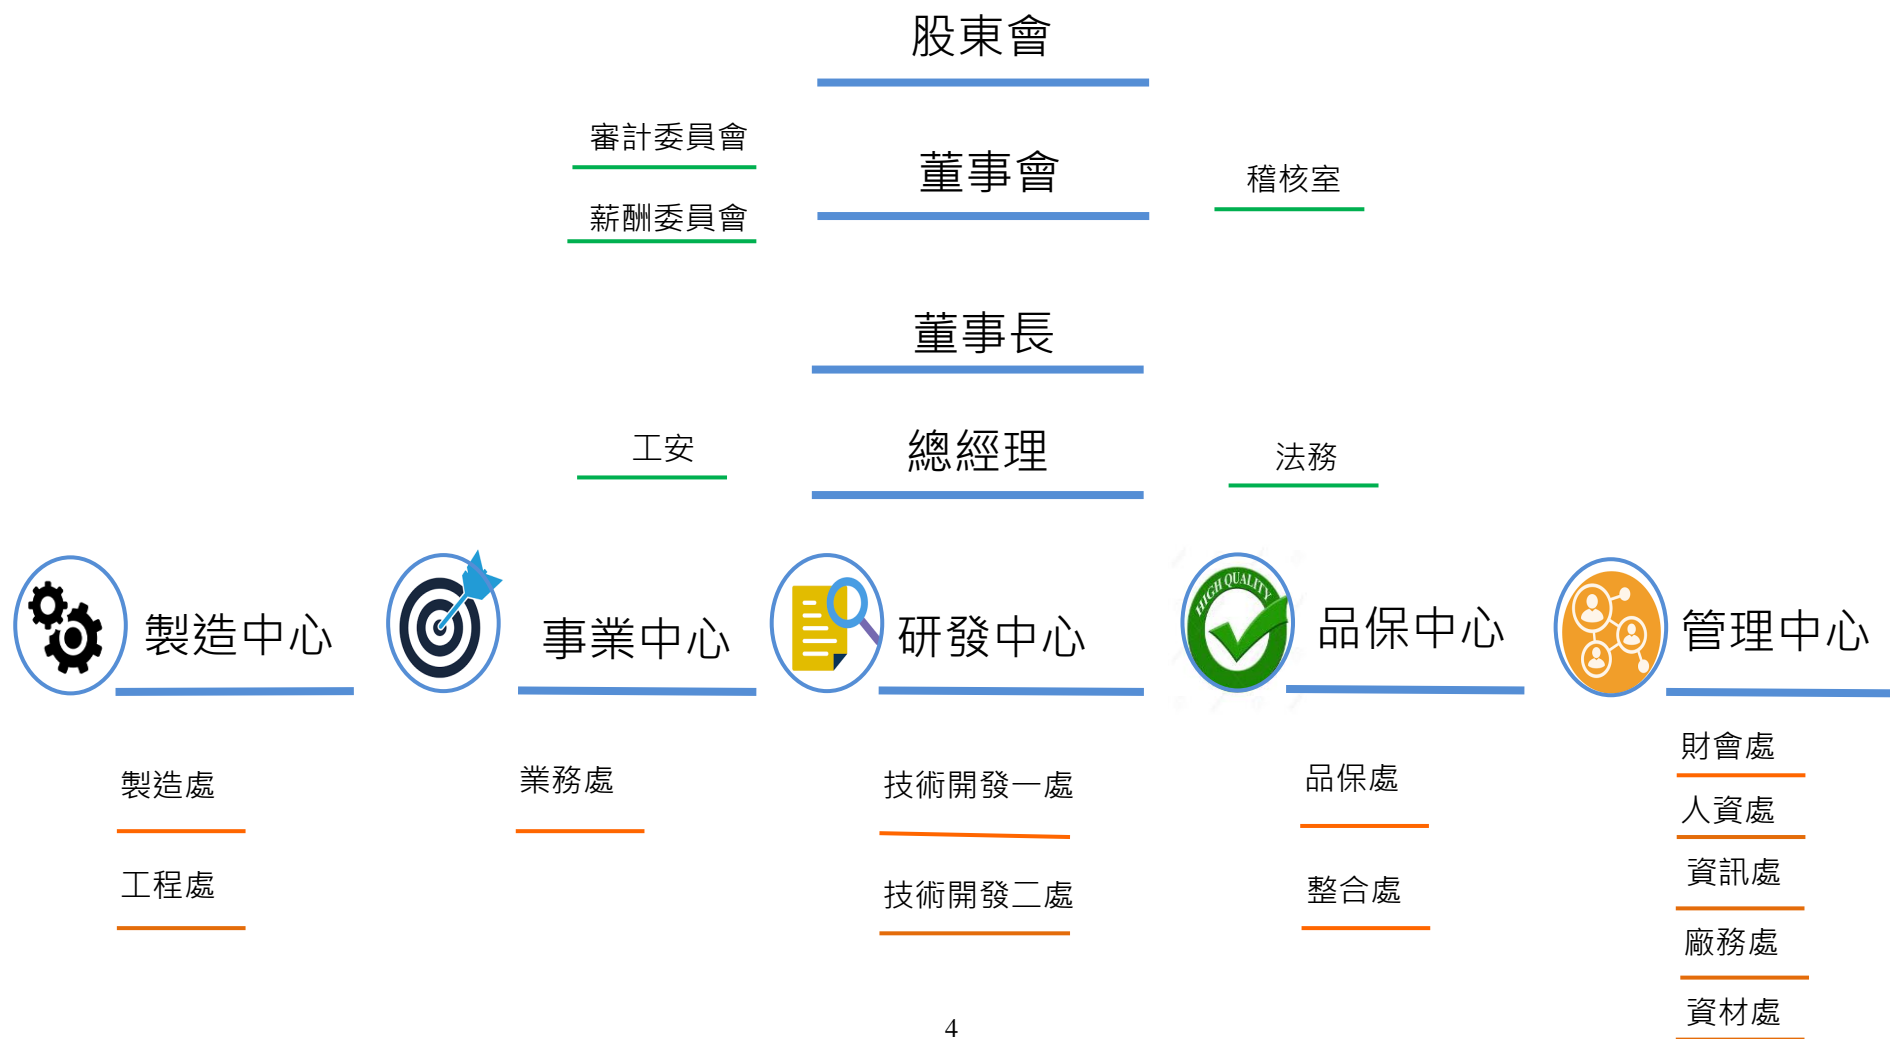 股東會
審計委員會
董事會
稽核室
薪酬委員會
董事長
總經理
工安
法務
製造中心
事業中心
研發中心
HIGH QUALITY
品保中心
管理中心
製造處
工程處
業務處
技術開發一處
技術開發二處
品保處
整合處
財會處
人資處
資訊處
廠務處
資材處
4